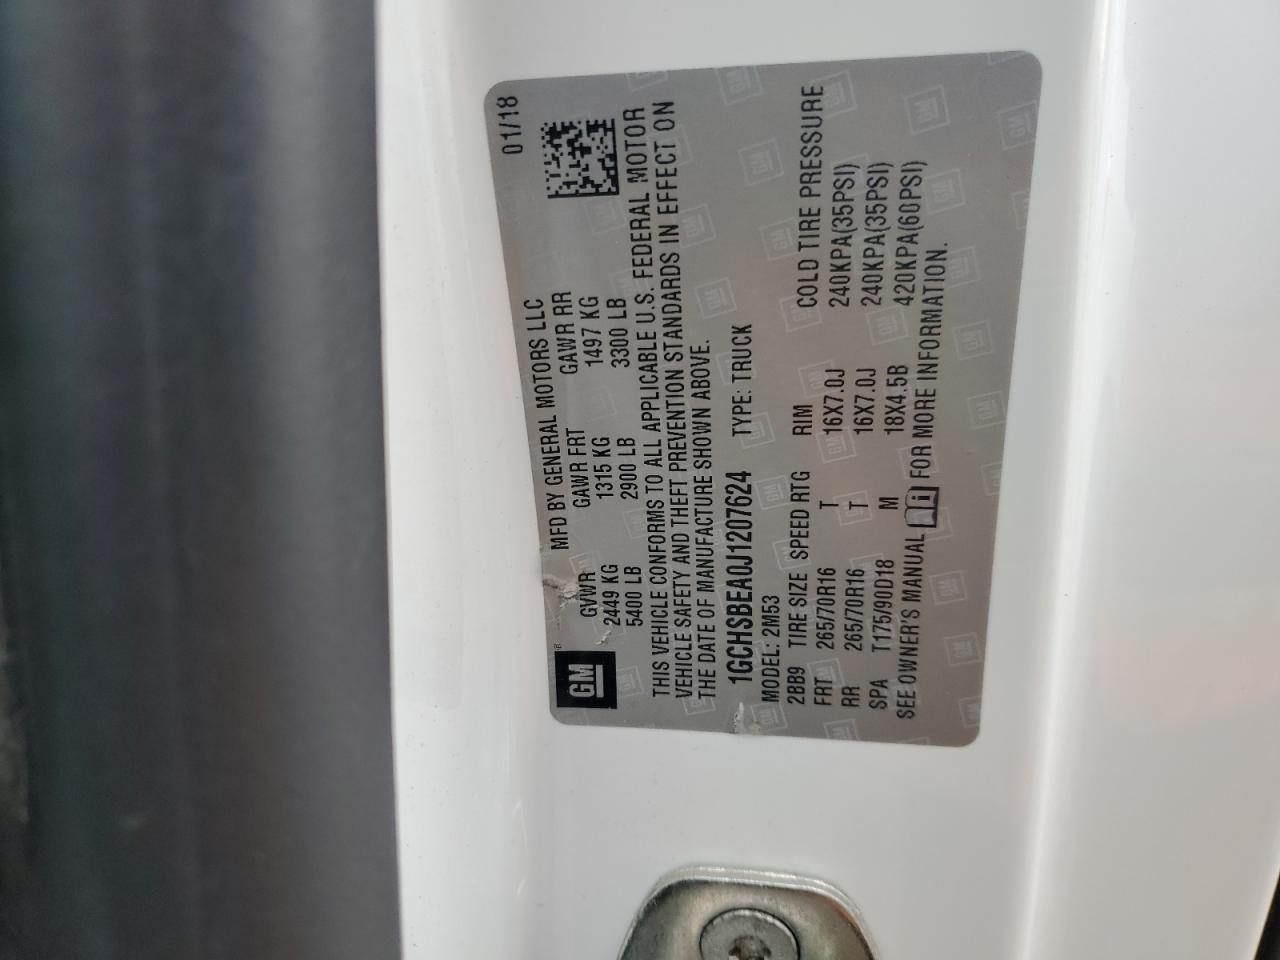 MFD BY GENERAL MOTORS LLC 01/18
GM
GVWR GAWR FRT GAWR RR
2449 KG 1315 KG 1497 KG
5400 LB 2900 LB 3300 LB
THIS VEHICLE CONFORMS TO ALL APPLICABLE U.S. FEDERAL MOTOR
VEHICLE SAFETY AND THEFT PREVENTION STANDARDS IN EFFECT ON
THE DATE OF MANUFACTURE SHOWN ABOVE.
1GCHSBEA0J1207624 TYPE: TRUCK
MODEL: 2M53
2BB9 TIRE SIZE SPEED RTG RIM COLD TIRE PRESSURE
FRT 265/70R16 T 16X7.0J 240KPA(35PSI)
RR 265/70R16 T 16X7.0J 240KPA(35PSI)
SPA T175/90D18 M 18X4.5B 420KPA(60PSI)
SEE OWNER'S MANUAL i FOR MORE INFORMATION.